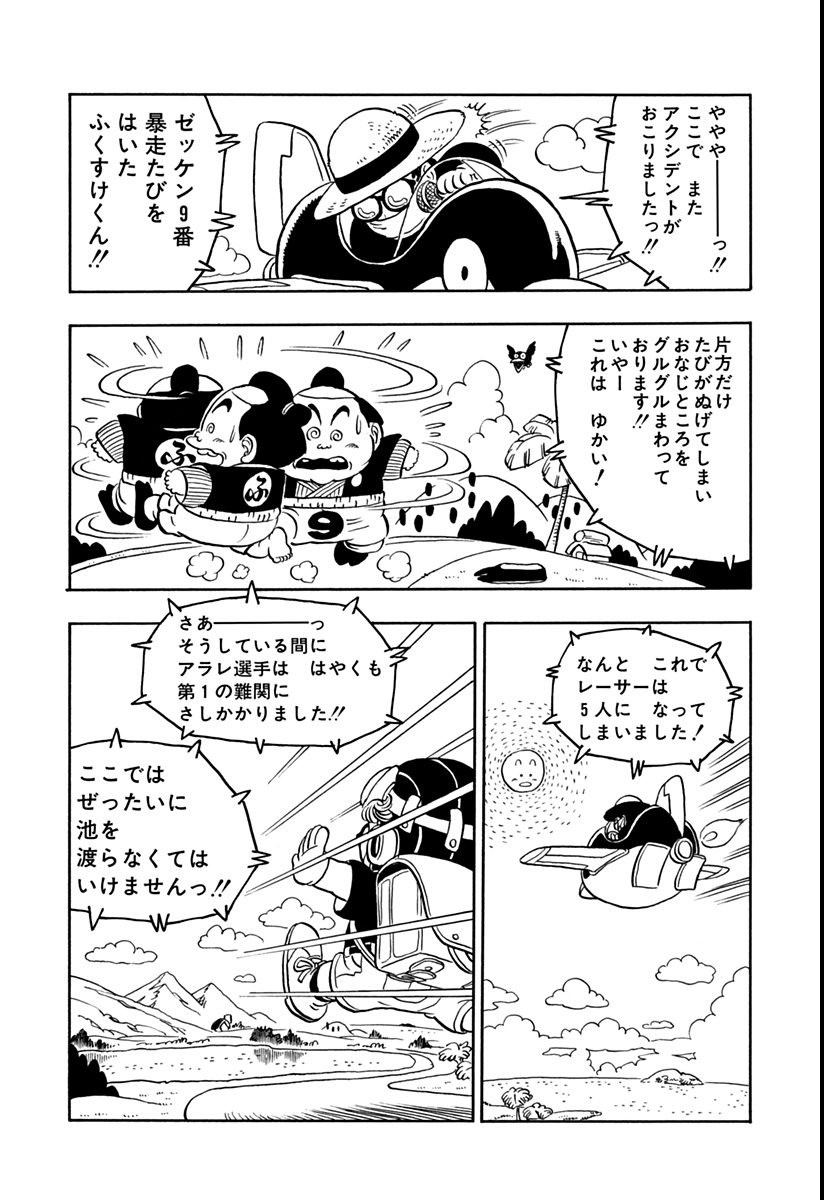 ややや――っ!!
ここで また
アクシデントが
おこりましたっ!!
ゼッケン9番
暴走たびを
はいた
ふくすけくん!!
片方だけ
たびがぬげてしまい
おなじところを
グルグルまわって
おります!!
いやー
これは ゆかい!
ふ
ふ
9
なんと これで
レーサーは
5人に なって
しまいました!
さあ――――っ
そうしている間に
アラレ選手は はやくも
第1の難関に
さしかかりました!!
ここでは
ぜったいに
池を
渡らなくては
いけませんっ!!